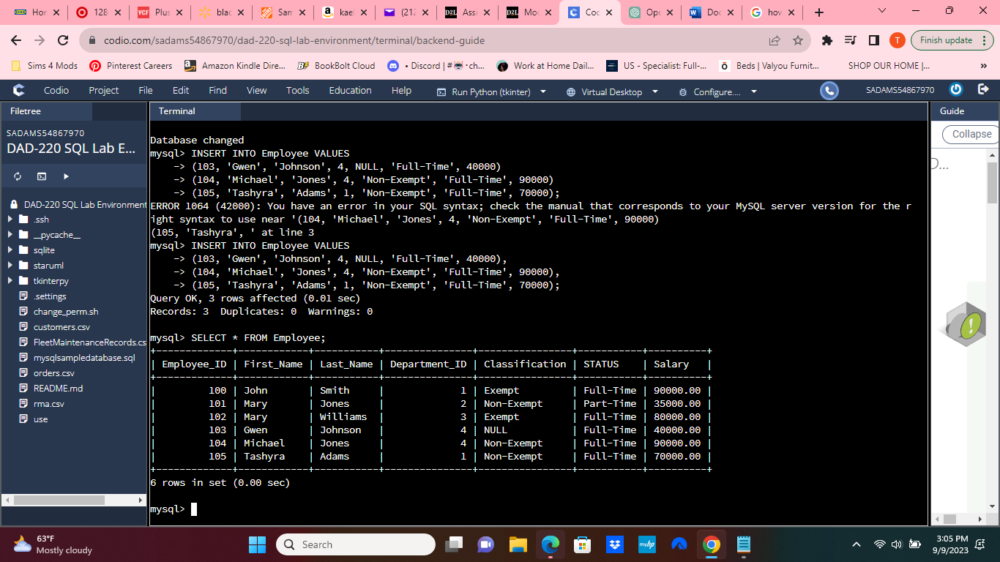 Hor
128
Plus
blac
San
kael
(212
D2L Assi
D2L Mod
Coc
Ope
Doc
how
codio.com/sadams54867970/dad-220-sql-lab-environment/terminal/backend-guide
T
Finish update
Sims 4 Mods
Pinterest Careers
Amazon Kindle Dire...
BookBolt Cloud
Work at Home Dail...
US - Specialist: Full-...
Beds | Valyou Furnit...
SHOP OUR HOME |...
»
Codio Project File Edit Find View Tools Education Help Run Python (tkinter) Virtual Desktop Configure.... SADAMS54867970
Filetree
Terminal
Guide
SADAMS54867970
DAD-220 SQL Lab E...
Collapse
D...
DAD-220 SQL Lab Environment
.ssh
__pycache__
sqlite
staruml
tkinterpy
.settings
change_perm.sh
customers.csv
FleetMaintenanceRecords.cs
mysqlsampledatabase.sql
orders.csv
README.md
rma.csv
use
Database changed
mysql> INSERT INTO Employee VALUES
    -> (103, 'Gwen', 'Johnson', 4, NULL, 'Full-Time', 40000)
    -> (104, 'Michael', 'Jones', 4, 'Non-Exempt', 'Full-Time', 90000)
    -> (105, 'Tashyra', 'Adams', 1, 'Non-Exempt', 'Full-Time', 70000);
ERROR 1064 (42000): You have an error in your SQL syntax; check the manual that corresponds to your MySQL server version for the r
ight syntax to use near '(104, 'Michael', 'Jones', 4, 'Non-Exempt', 'Full-Time', 90000)
(105, 'Tashyra', ' at line 3
mysql> INSERT INTO Employee VALUES
    -> (103, 'Gwen', 'Johnson', 4, NULL, 'Full-Time', 40000),
    -> (104, 'Michael', 'Jones', 4, 'Non-Exempt', 'Full-Time', 90000),
    -> (105, 'Tashyra', 'Adams', 1, 'Non-Exempt', 'Full-Time', 70000);
Query OK, 3 rows affected (0.01 sec)
Records: 3  Duplicates: 0  Warnings: 0
mysql> SELECT * FROM Employee;
+-------------+------------+-----------+---------------+----------------+-----------+----------+
| Employee_ID | First_Name | Last_Name | Department_ID | Classification | STATUS    | Salary   |
+-------------+------------+-----------+---------------+----------------+-----------+----------+
|         100 | John       | Smith     |             1 | Exempt         | Full-Time | 90000.00 |
|         101 | Mary       | Jones     |             2 | Non-Exempt     | Part-Time | 35000.00 |
|         102 | Mary       | Williams  |             3 | Exempt         | Full-Time | 80000.00 |
|         103 | Gwen       | Johnson   |             4 | NULL           | Full-Time | 40000.00 |
|         104 | Michael    | Jones     |             4 | Non-Exempt     | Full-Time | 90000.00 |
|         105 | Tashyra    | Adams     |             1 | Non-Exempt     | Full-Time | 70000.00 |
+-------------+------------+-----------+---------------+----------------+-----------+----------+
6 rows in set (0.00 sec)
mysql>
63°F
Mostly cloudy
Search
3:05 PM
9/9/2023